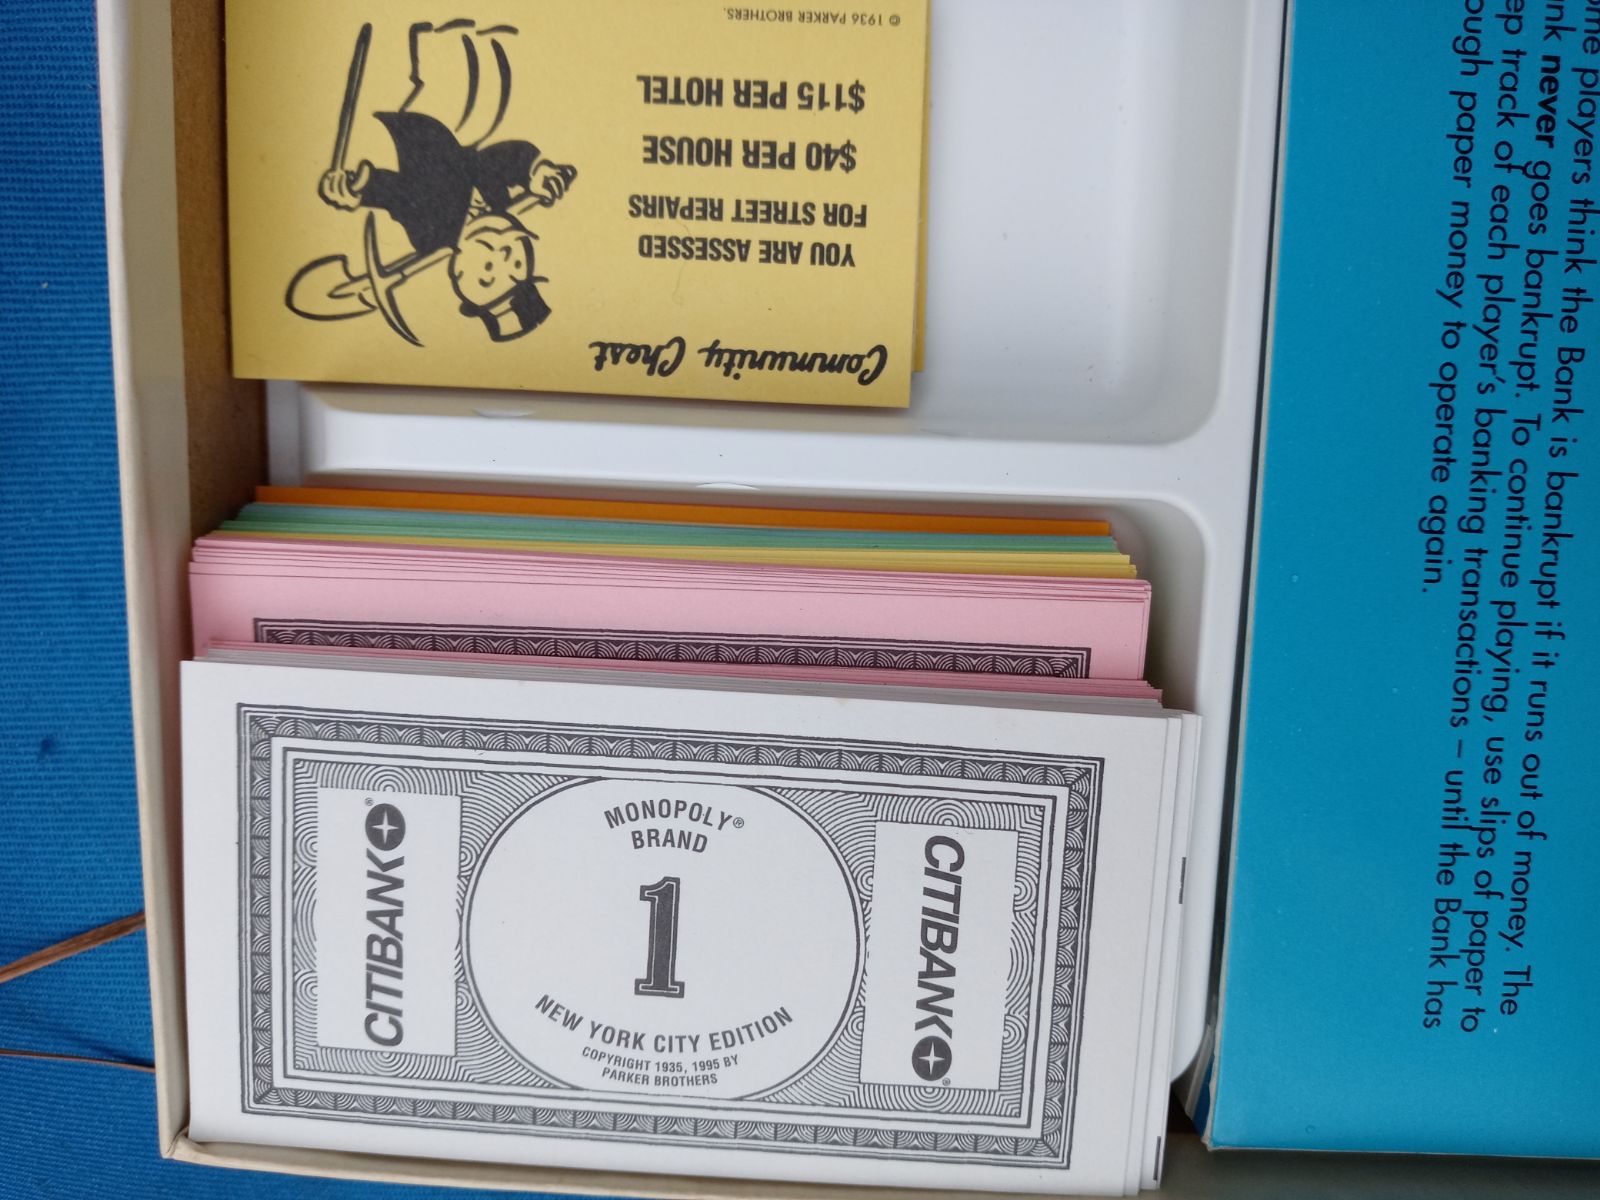 Community Chest
YOU ARE ASSESSED
FOR STREET REPAIRS
$40 PER HOUSE
$115 PER HOTEL
© 1936 PARKER BROTHERS.
MONOPOLY®
BRAND
1
NEW YORK CITY EDITION
COPYRIGHT 1935, 1995 BY
PARKER BROTHERS
CITIBANK®
CITIBANK®
players think the Bank is bankrupt if it runs out of money. The
never goes bankrupt. To continue playing, use slips of paper to
track of each player's banking transactions – until the Bank has
paper money to operate again.